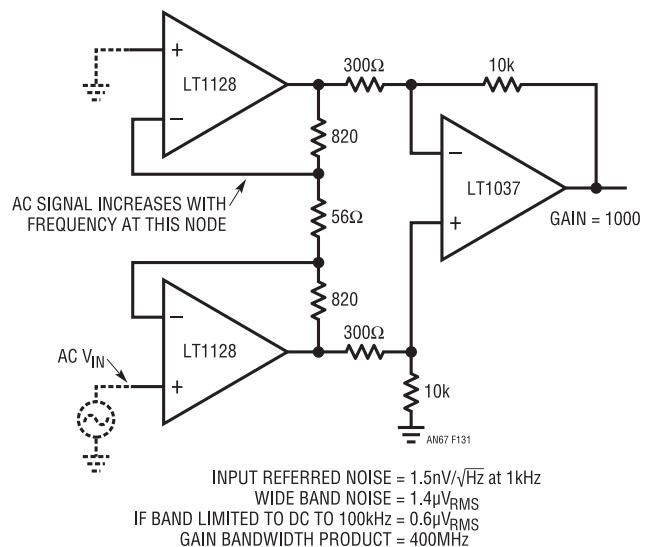 +
LT1128
−
300Ω
10k
820
AC SIGNAL INCREASES WITH
FREQUENCY AT THIS NODE
56Ω
−
LT1037
+
GAIN = 1000
820
−
LT1128
+
300Ω
AC VIN
10k
AN67 F131
INPUT REFERRED NOISE = 1.5nV/√Hz at 1kHz
WIDE BAND NOISE = 1.4µVRMS
IF BAND LIMITED TO DC TO 100kHz = 0.6µVRMS
GAIN BANDWIDTH PRODUCT = 400MHz